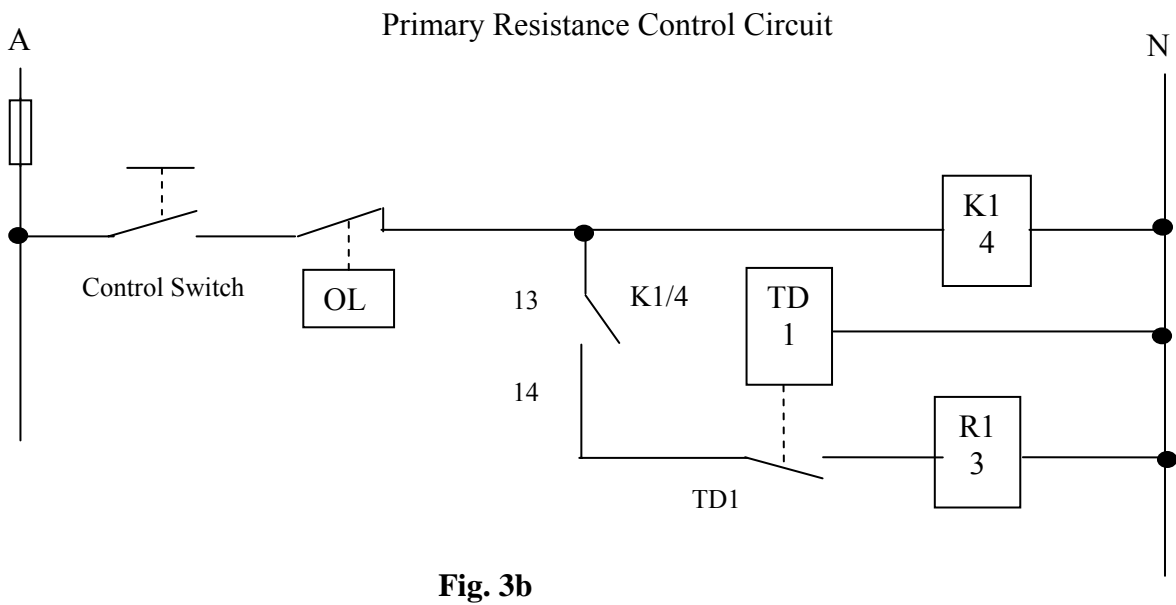 Primary Resistance Control Circuit
A
N
K1
4
Control Switch
OL
13
K1/4
TD
1
14
R1
3
TD1
Fig. 3b